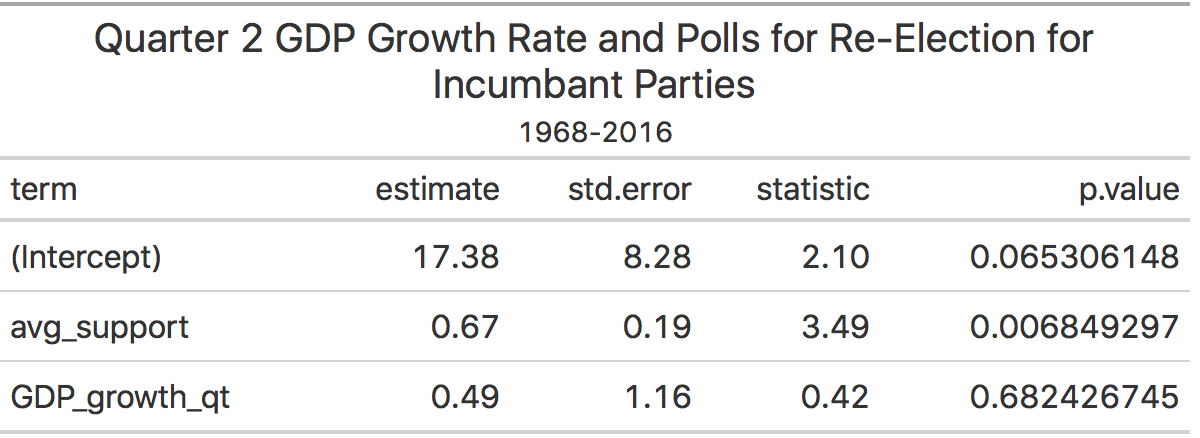 Quarter 2 GDP Growth Rate and Polls for Re-Election for
Incumbant Parties
1968-2016
term estimate std.error statistic p.value
(Intercept) 17.38 8.28 2.10 0.065306148
avg_support 0.67 0.19 3.49 0.006849297
GDP_growth_qt 0.49 1.16 0.42 0.682426745